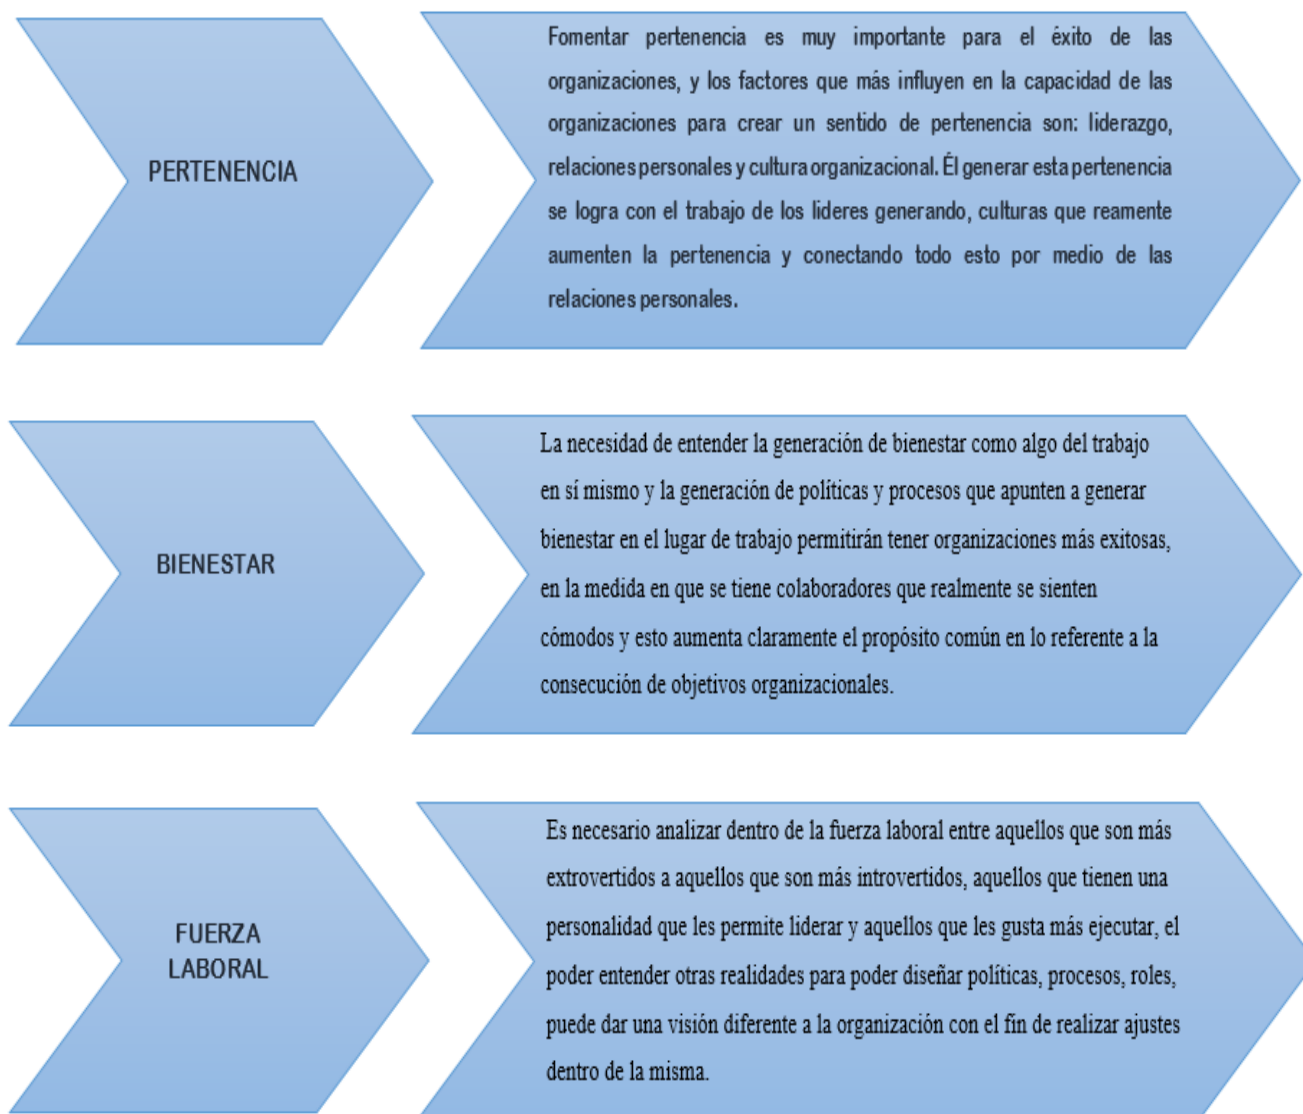 PERTENENCIA
Fomentar pertenencia es muy importante para el éxito de las
organizaciones, y los factores que más influyen en la capacidad de las
organizaciones para crear un sentido de pertenencia son: liderazgo,
relaciones personales y cultura organizacional. Él generar esta pertenencia
se logra con el trabajo de los lideres generando, culturas que reamente
aumenten la pertenencia y conectando todo esto por medio de las
relaciones personales.
BIENESTAR
La necesidad de entender la generación de bienestar como algo del trabajo
en sí mismo y la generación de políticas y procesos que apunten a generar
bienestar en el lugar de trabajo permitirán tener organizaciones más exitosas,
en la medida en que se tiene colaboradores que realmente se sienten
cómodos y esto aumenta claramente el propósito común en lo referente a la
consecución de objetivos organizacionales.
FUERZA
LABORAL
Es necesario analizar dentro de la fuerza laboral entre aquellos que son más
extrovertidos a aquellos que son más introvertidos, aquellos que tienen una
personalidad que les permite liderar y aquellos que les gusta más ejecutar, el
poder entender otras realidades para poder diseñar políticas, procesos, roles,
puede dar una visión diferente a la organización con el fín de realizar ajustes
dentro de la misma.